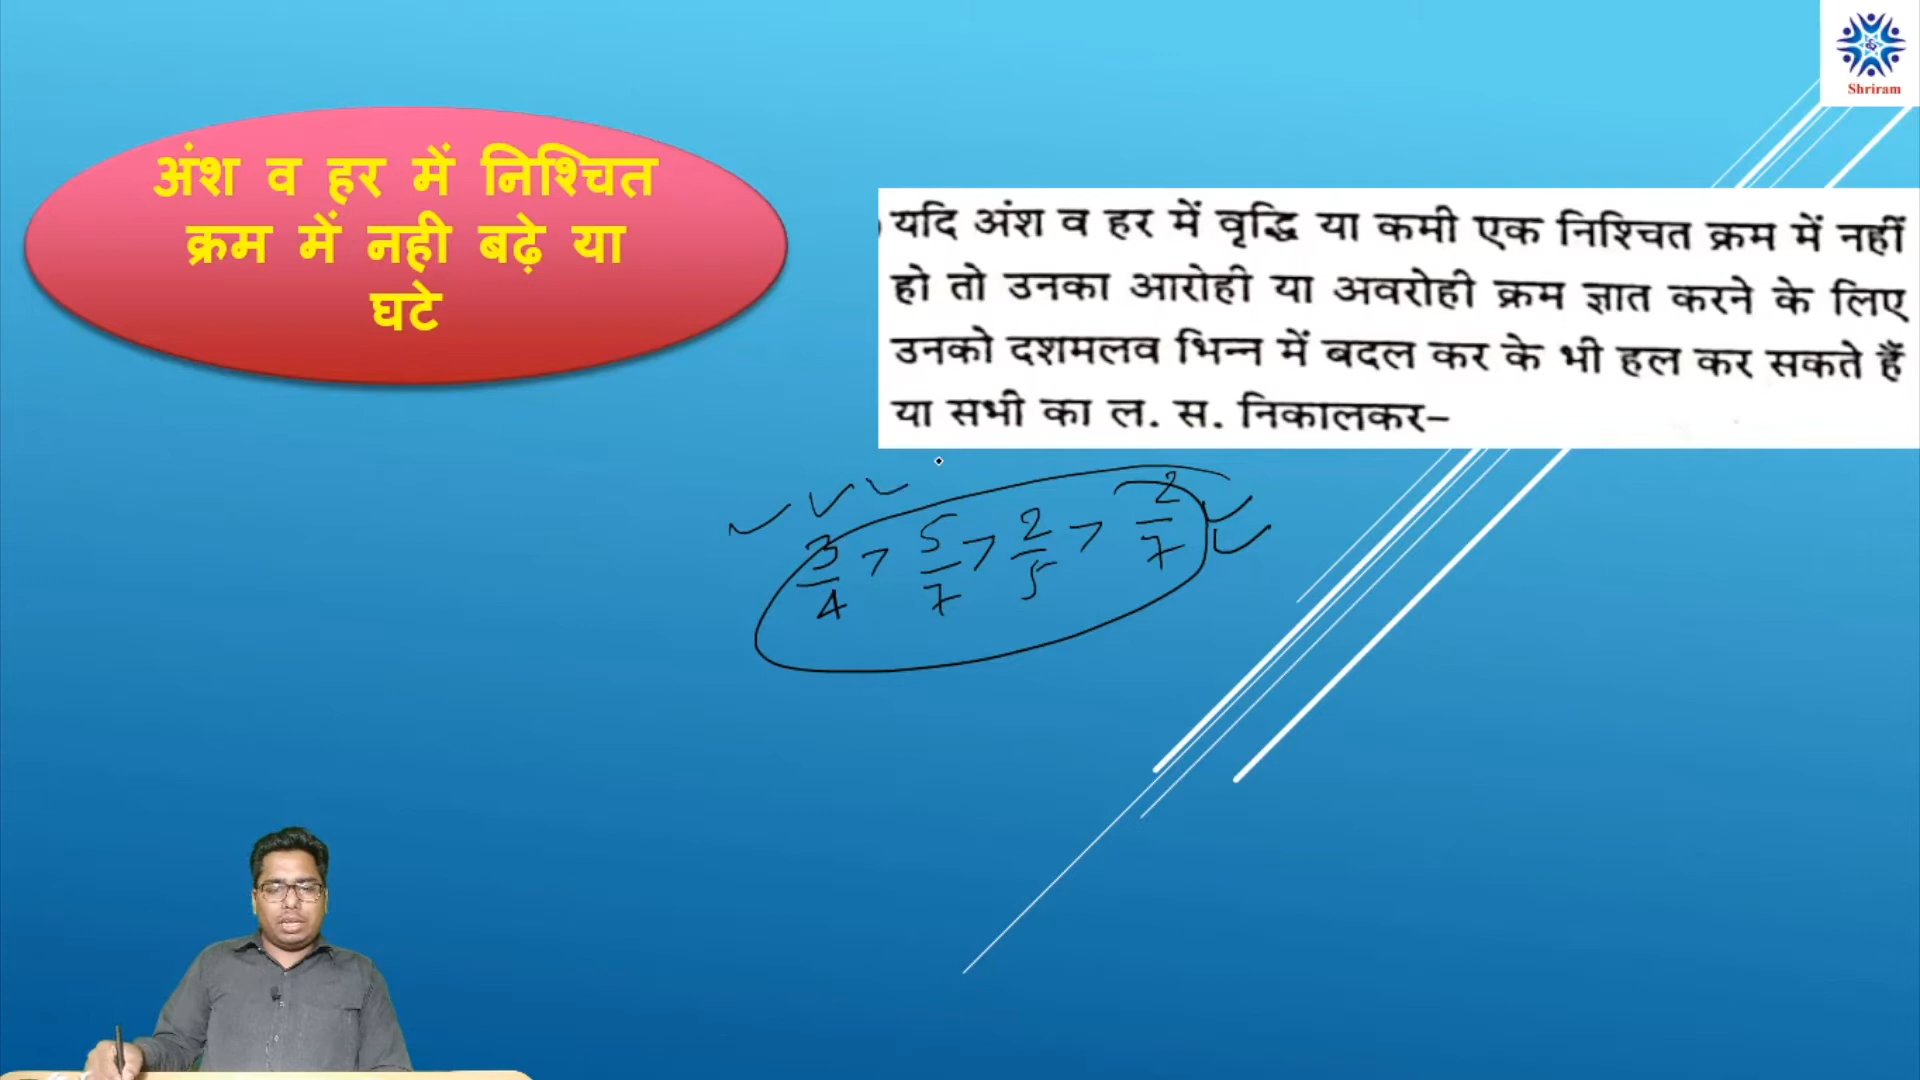 Shriram
अंश व हर में निश्चित
क्रम में नही बढ़े या
घटे
यदि अंश व हर में वृद्धि या कमी एक निश्चित क्रम में नहीं
हो तो उनका आरोही या अवरोही क्रम ज्ञात करने के लिए
उनको दशमलव भिन्न में बदल कर के भी हल कर सकते हैं
या सभी का ल. स. निकालकर–
3/4 > 5/7 > 2/5 > 2/7